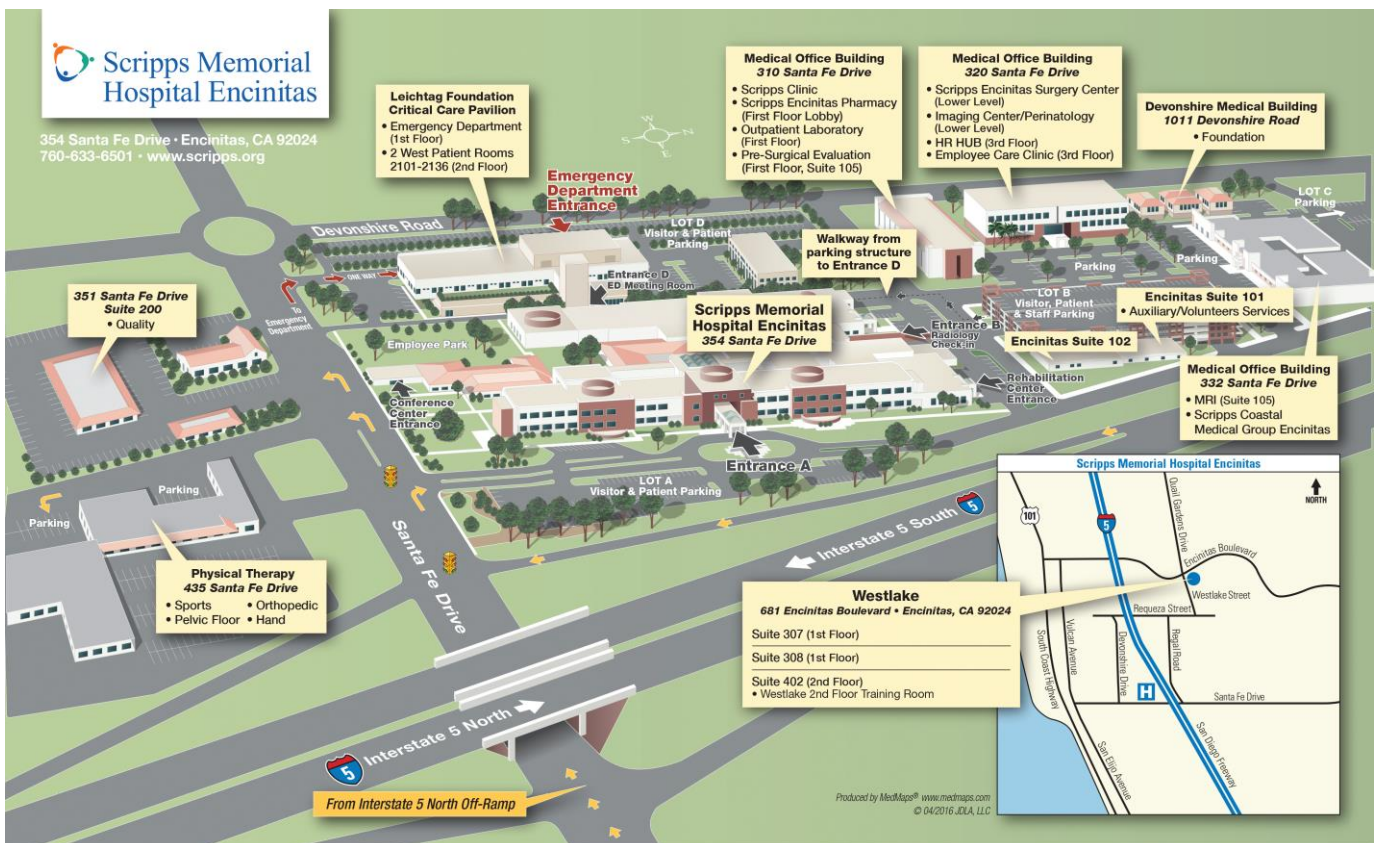 Scripps Memorial
Hospital Encinitas
354 Santa Fe Drive • Encinitas, CA 92024
760-633-6501 • www.scripps.org
Leichtag Foundation
Critical Care Pavilion
• Emergency Department
(1st Floor)
• 2 West Patient Rooms
2101-2136 (2nd Floor)
Medical Office Building
310 Santa Fe Drive
• Scripps Clinic
• Scripps Encinitas Pharmacy
(First Floor Lobby)
• Outpatient Laboratory
(First Floor)
• Pre-Surgical Evaluation
(First Floor, Suite 105)
Medical Office Building
320 Santa Fe Drive
• Scripps Encinitas Surgery Center
(Lower Level)
• Imaging Center/Perinatology
(Lower Level)
• HR HUB (3rd Floor)
• Employee Care Clinic (3rd Floor)
Devonshire Medical Building
1011 Devonshire Road
• Foundation
W
N
S
E
Emergency
Department
Entrance
Devonshire Road
LOT D
Visitor & Patient
Parking
LOT C
Parking
Walkway from
parking structure
to Entrance D
Parking
Parking
ONE WAY
Entrance D
ED Meeting Room
351 Santa Fe Drive
Suite 200
• Quality
To
Emergency
Department
Employee Park
Scripps Memorial
Hospital Encinitas
354 Santa Fe Drive
LOT B
Visitor, Patient
& Staff Parking
Encinitas Suite 101
• Auxiliary/Volunteers Services
Entrance B
Radiology
Check-in
Encinitas Suite 102
Conference
Center
Entrance
Rehabilitation
Center
Entrance
Medical Office Building
332 Santa Fe Drive
• MRI (Suite 105)
• Scripps Coastal
Medical Group Encinitas
Entrance A
LOT A
Visitor & Patient Parking
Parking
Parking
Santa Fe Drive
Interstate 5 South
5
Physical Therapy
435 Santa Fe Drive
• Sports • Orthopedic
• Pelvic Floor • Hand
Westlake
681 Encinitas Boulevard • Encinitas, CA 92024
Suite 307 (1st Floor)
Suite 308 (1st Floor)
Suite 402 (2nd Floor)
• Westlake 2nd Floor Training Room
5
Interstate 5 North
From Interstate 5 North Off-Ramp
Produced by MedMaps® www.medmaps.com
© 04/2016 JDLA, LLC
Scripps Memorial Hospital Encinitas
101
5
Quail Gardens Drive
NORTH
Encinitas Boulevard
Westlake Street
Requeza Street
South Coast Highway
Vulcan Avenue
Devonshire Drive
Regal Road
H
Santa Fe Drive
San Elijo Avenue
San Diego Freeway